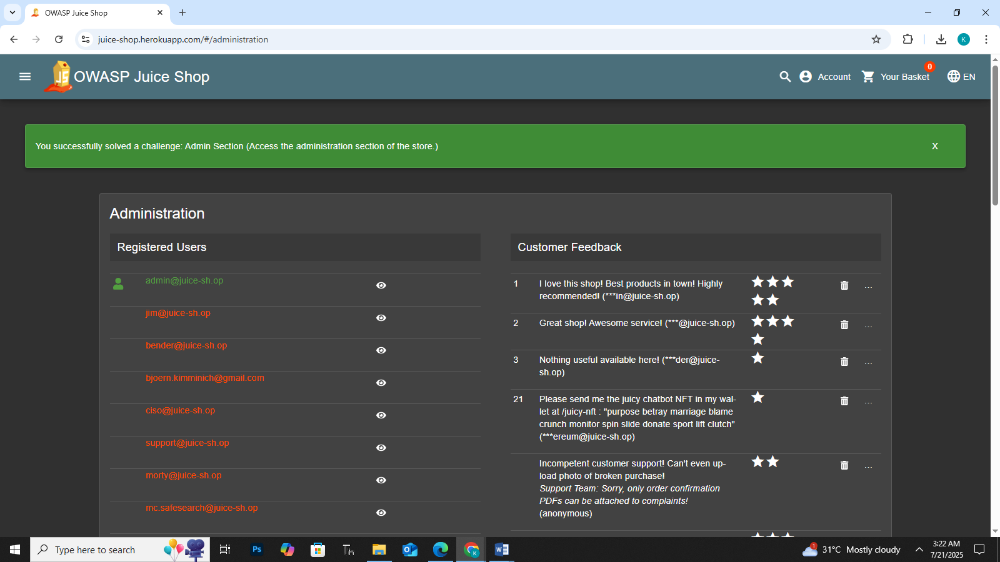 OWASP Juice Shop
juice-shop.herokuapp.com/#/administration
K
OWASP Juice Shop
Account
Your Basket
0
EN
You successfully solved a challenge: Admin Section (Access the administration section of the store.)
X
Administration
Registered Users
admin@juice-sh.op
jim@juice-sh.op
bender@juice-sh.op
bjoern.kimminich@gmail.com
ciso@juice-sh.op
support@juice-sh.op
morty@juice-sh.op
mc.safesearch@juice-sh.op
Customer Feedback
1
I love this shop! Best products in town! Highly
recommended! (***in@juice-sh.op)
...
2
Great shop! Awesome service! (***@juice-sh.op)
...
3
Nothing useful available here! (***der@juice-
sh.op)
...
21
Please send me the juicy chatbot NFT in my wal-
let at /juicy-nft : "purpose betray marriage blame
crunch monitor spin slide donate sport lift clutch"
(***ereum@juice-sh.op)
...
Incompetent customer support! Can't even up-
load photo of broken purchase!
Support Team: Sorry, only order confirmation
PDFs can be attached to complaints!
(anonymous)
...
Type here to search
Ps
1
31°C Mostly cloudy
3:22 AM
7/21/2025